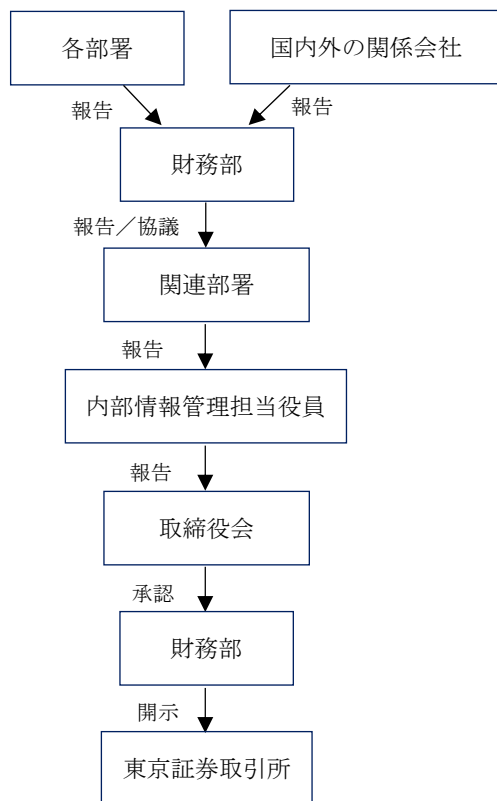 各部署
国内外の関係会社
報告
報告
財務部
報告／協議
関連部署
報告
内部情報管理担当役員
報告
取締役会
承認
財務部
開示
東京証券取引所